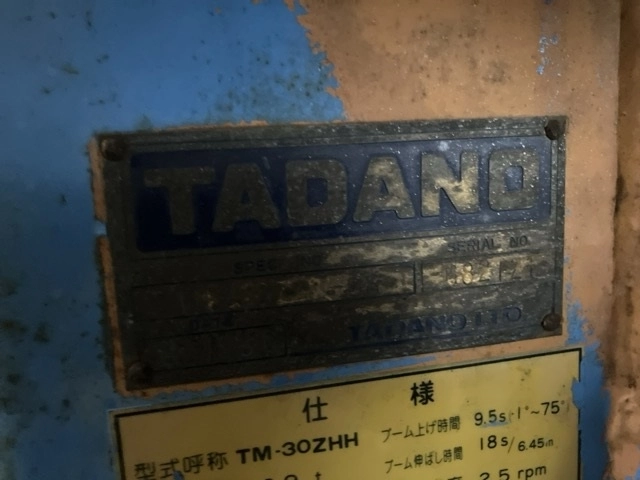 TADANO
SPEC. SERIAL NO.
TADANO LTD.
仕様
型式呼称 TM-30ZHH ブーム上げ時間 9.5s/-1°~75°
ブーム伸ばし時間 18s/6.45m
t 2.5 rpm